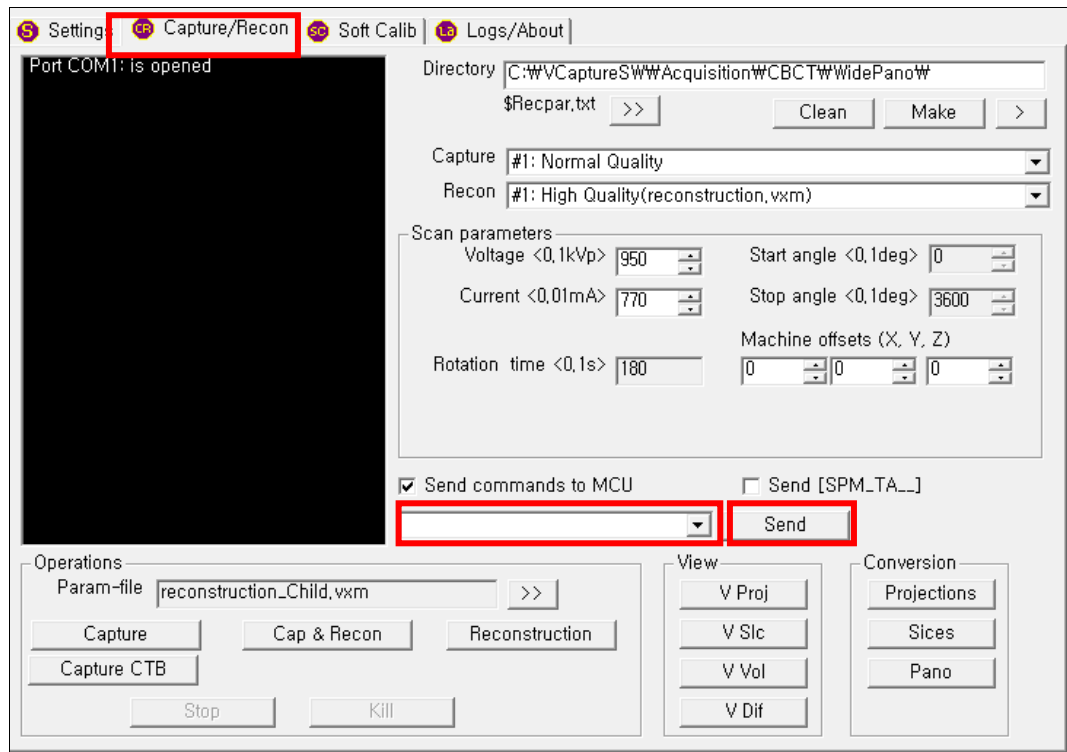 S Settings CR Capture/Recon SC Soft Calib La Logs/About
Port COM1: is opened
Directory C:₩VCaptureSW₩Acquisition₩CBCT₩WidePano₩
$Recpar.txt >> Clean Make >
Capture #1: Normal Quality
Recon #1: High Quality(reconstruction.vxm)
Scan parameters
Voltage <0.1kVp> 950 Start angle <0.1deg> 0
Current <0.01mA> 770 Stop angle <0.1deg> 3600
Machine offsets (X, Y, Z)
Rotation time <0.1s> 180 0 0 0
Send commands to MCU Send [SPM_TA__]
Send
Operations View Conversion
Param-file reconstruction_Child.vxm >> V Proj Projections
Capture Cap & Recon Reconstruction V Slc Sices
Capture CTB V Vol Pano
Stop Kill V Dif